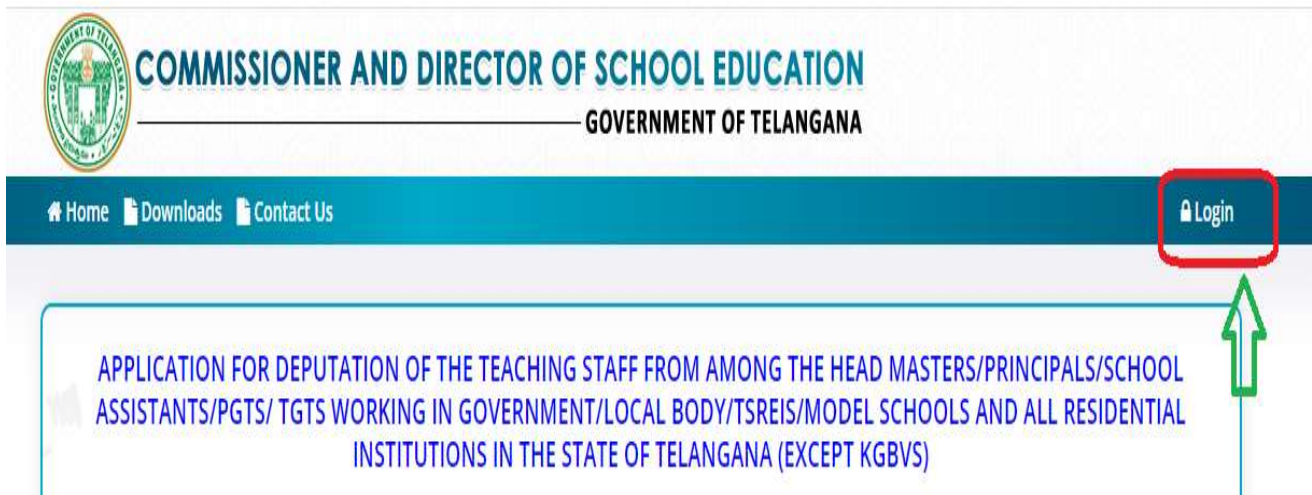 COMMISSIONER AND DIRECTOR OF SCHOOL EDUCATION
GOVERNMENT OF TELANGANA
Home Downloads Contact Us Login
APPLICATION FOR DEPUTATION OF THE TEACHING STAFF FROM AMONG THE HEAD MASTERS/PRINCIPALS/SCHOOL
ASSISTANTS/PGTS/ TGTS WORKING IN GOVERNMENT/LOCAL BODY/TSREIS/MODEL SCHOOLS AND ALL RESIDENTIAL
INSTITUTIONS IN THE STATE OF TELANGANA (EXCEPT KGBVS)